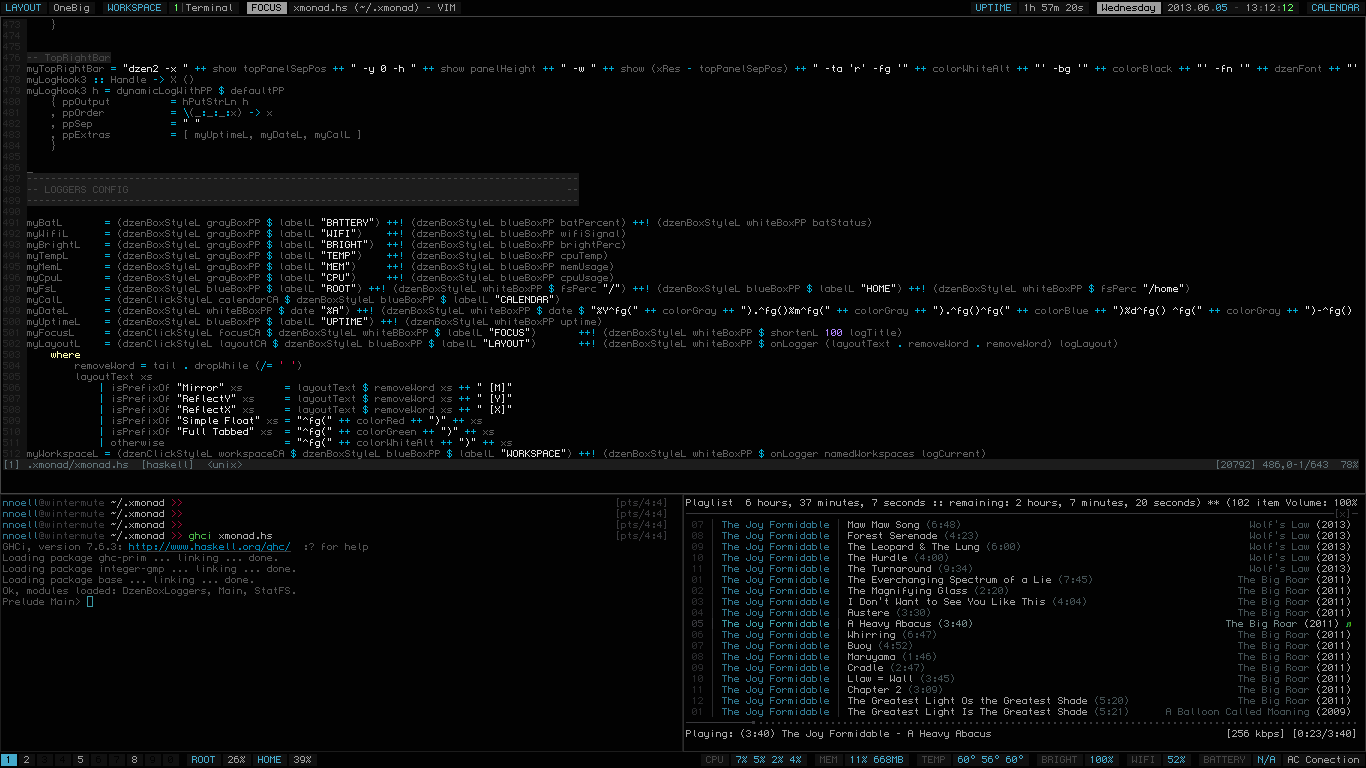 LAYOUT OneBig WORKSPACE 1|Terminal FOCUS xmonad.hs (~/.xmonad) - VIM UPTIME 1h 57m 20s Wednesday 2013.06.05 - 13:12:12 CALENDAR
473 }
474
475
476 -- TopRightBar
477 myTopRightBar = "dzen2 -x " ++ show topPanelSepPos ++ " -y 0 -h " ++ show panelHeight ++ " -w " ++ show (xRes - topPanelSepPos) ++ " -ta 'r' -fg '" ++ colorWhiteAlt ++ "' -bg '" ++ colorBlack ++ "' -fn '" ++ dzenFont ++ "'
478 myLogHook3 :: Handle -> X ()
479 myLogHook3 h = dynamicLogWithPP $ defaultPP
480 { ppOutput = hPutStrLn h
481 , ppOrder = \(_:_:_:x) -> x
482 , ppSep = " "
483 , ppExtras = [ myUptimeL, myDateL, myCalL ]
484 }
485
486
487 --------------------------------------------------------------------------------------------
488 -- LOGGERS CONFIG --
489 --------------------------------------------------------------------------------------------
490
491 myBatL = (dzenBoxStyleL grayBoxPP $ labelL "BATTERY") ++! (dzenBoxStyleL blueBoxPP batPercent) ++! (dzenBoxStyleL whiteBoxPP batStatus)
492 myWifiL = (dzenBoxStyleL grayBoxPP $ labelL "WIFI") ++! (dzenBoxStyleL blueBoxPP wifiSignal)
493 myBrightL = (dzenBoxStyleL grayBoxPP $ labelL "BRIGHT") ++! (dzenBoxStyleL blueBoxPP brightPerc)
494 myTempL = (dzenBoxStyleL grayBoxPP $ labelL "TEMP") ++! (dzenBoxStyleL blueBoxPP cpuTemp)
495 myMemL = (dzenBoxStyleL grayBoxPP $ labelL "MEM") ++! (dzenBoxStyleL blueBoxPP memUsage)
496 myCpuL = (dzenBoxStyleL grayBoxPP $ labelL "CPU") ++! (dzenBoxStyleL blueBoxPP cpuUsage)
497 myFsL = (dzenBoxStyleL blueBoxPP $ labelL "ROOT") ++! (dzenBoxStyleL whiteBoxPP $ fsPerc "/") ++! (dzenBoxStyleL blueBoxPP $ labelL "HOME") ++! (dzenBoxStyleL whiteBoxPP $ fsPerc "/home")
498 myCalL = (dzenClickStyleL calendarCA $ dzenBoxStyleL blueBoxPP $ labelL "CALENDAR")
499 myDateL = (dzenBoxStyleL whiteBBoxPP $ date "%A") ++! (dzenBoxStyleL whiteBoxPP $ date $ "%Y^fg(" ++ colorGray ++ ").^fg()%m^fg(" ++ colorGray ++ ").^fg()^fg(" ++ colorBlue ++ ")%d^fg() ^fg(" ++ colorGray ++ ")-^fg()
500 myUptimeL = (dzenBoxStyleL blueBoxPP $ labelL "UPTIME") ++! (dzenBoxStyleL whiteBoxPP uptime)
501 myFocusL = (dzenClickStyleL focusCA $ dzenBoxStyleL whiteBBoxPP $ labelL "FOCUS") ++! (dzenBoxStyleL whiteBoxPP $ shortenL 100 logTitle)
502 myLayoutL = (dzenClickStyleL layoutCA $ dzenBoxStyleL blueBoxPP $ labelL "LAYOUT") ++! (dzenBoxStyleL whiteBoxPP $ onLogger (layoutText . removeWord . removeWord) logLayout)
503 where
504 removeWord = tail . dropWhile (/= ' ')
505 layoutText xs
506 | isPrefixOf "Mirror" xs = layoutText $ removeWord xs ++ " [M]"
507 | isPrefixOf "ReflectY" xs = layoutText $ removeWord xs ++ " [Y]"
508 | isPrefixOf "ReflectX" xs = layoutText $ removeWord xs ++ " [X]"
509 | isPrefixOf "Simple Float" xs = "^fg(" ++ colorRed ++ ")" ++ xs
510 | isPrefixOf "Full Tabbed" xs = "^fg(" ++ colorGreen ++ ")" ++ xs
511 | otherwise = "^fg(" ++ colorWhiteAlt ++ ")" ++ xs
512 myWorkspaceL = (dzenClickStyleL workspaceCA $ dzenBoxStyleL blueBoxPP $ labelL "WORKSPACE") ++! (dzenBoxStyleL whiteBoxPP $ onLogger namedWorkspaces logCurrent)
[1] .xmonad/xmonad.hs [haskell] <unix> [20792] 486,0-1/643 78%
nnoell@wintermute ~/.xmonad >> [pts/4:4]
nnoell@wintermute ~/.xmonad >> [pts/4:4]
nnoell@wintermute ~/.xmonad >> [pts/4:4]
nnoell@wintermute ~/.xmonad >> ghci xmonad.hs [pts/4:4]
GHCi, version 7.6.3: http://www.haskell.org/ghc/ :? for help
Loading package ghc-prim ... linking ... done.
Loading package integer-gmp ... linking ... done.
Loading package base ... linking ... done.
Ok, modules loaded: DzenBoxLoggers, Main, StatFS.
Prelude Main>
Playlist 6 hours, 37 minutes, 7 seconds :: remaining: 2 hours, 7 minutes, 20 seconds) ** (102 item Volume: 100%
[x]
07 | The Joy Formidable | Maw Maw Song (6:48) Wolf's Law (2013)
08 | The Joy Formidable | Forest Serenade (4:23) Wolf's Law (2013)
09 | The Joy Formidable | The Leopard & The Lung (6:00) Wolf's Law (2013)
10 | The Joy Formidable | The Hurdle (4:00) Wolf's Law (2013)
11 | The Joy Formidable | The Turnaround (9:34) Wolf's Law (2013)
01 | The Joy Formidable | The Everchanging Spectrum of a Lie (7:45) The Big Roar (2011)
02 | The Joy Formidable | The Magnifying Glass (2:20) The Big Roar (2011)
03 | The Joy Formidable | I Don't Want to See You Like This (4:04) The Big Roar (2011)
04 | The Joy Formidable | Austere (3:30) The Big Roar (2011)
05 | The Joy Formidable | A Heavy Abacus (3:40) The Big Roar (2011) ♬
06 | The Joy Formidable | Whirring (6:47) The Big Roar (2011)
07 | The Joy Formidable | Buoy (4:52) The Big Roar (2011)
08 | The Joy Formidable | Maruyama (1:46) The Big Roar (2011)
09 | The Joy Formidable | Cradle (2:47) The Big Roar (2011)
10 | The Joy Formidable | Llaw = Wall (3:45) The Big Roar (2011)
11 | The Joy Formidable | Chapter 2 (3:09) The Big Roar (2011)
12 | The Joy Formidable | The Greatest Light Os the Greatest Shade (5:20) The Big Roar (2011)
01 | The Joy Formidable | The Greatest Light Is The Greatest Shade (5:21) A Balloon Called Moaning (2009)
Playing: (3:40) The Joy Formidable - A Heavy Abacus [256 kbps] [0:23/3:40]
1 2 3 4 5 6 7 8 9 0 ROOT 26% HOME 39% CPU 7% 5% 2% 4% MEM 11% 668MB TEMP 60° 56° 60° BRIGHT 100% WIFI 52% BATTERY N/A AC Conection